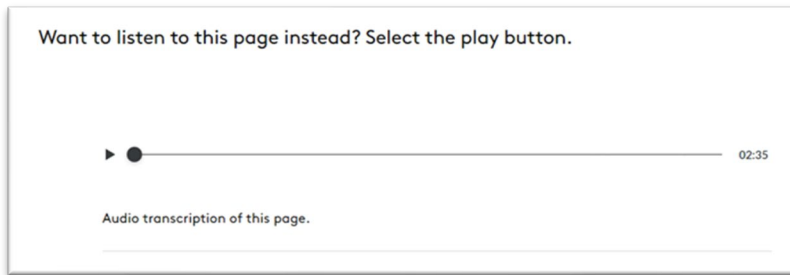 Want to listen to this page instead? Select the play button.
02:35
Audio transcription of this page.